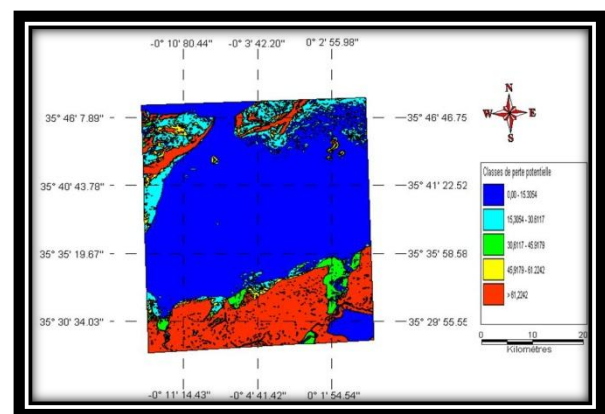 -0° 10' 80.44" -0° 3' 42.20" 0° 2' 55.98"
35° 46' 7.89" 35° 46' 46.75
35° 40' 43.78" 35° 41' 22.52
35° 35' 19.67" 35° 35' 58.58
35° 30' 34.03" 35° 29' 55.55
-0° 11' 14.43" -0° 4' 41.42" 0° 1' 54.54"
N
W E
S
Classes de perte potentielle
0,00 - 15.3054
15,3054 - 30.6117
30,6117 - 45.9179
45,9179 - 61.2242
> 61,2242
0 10 20
Kilométres